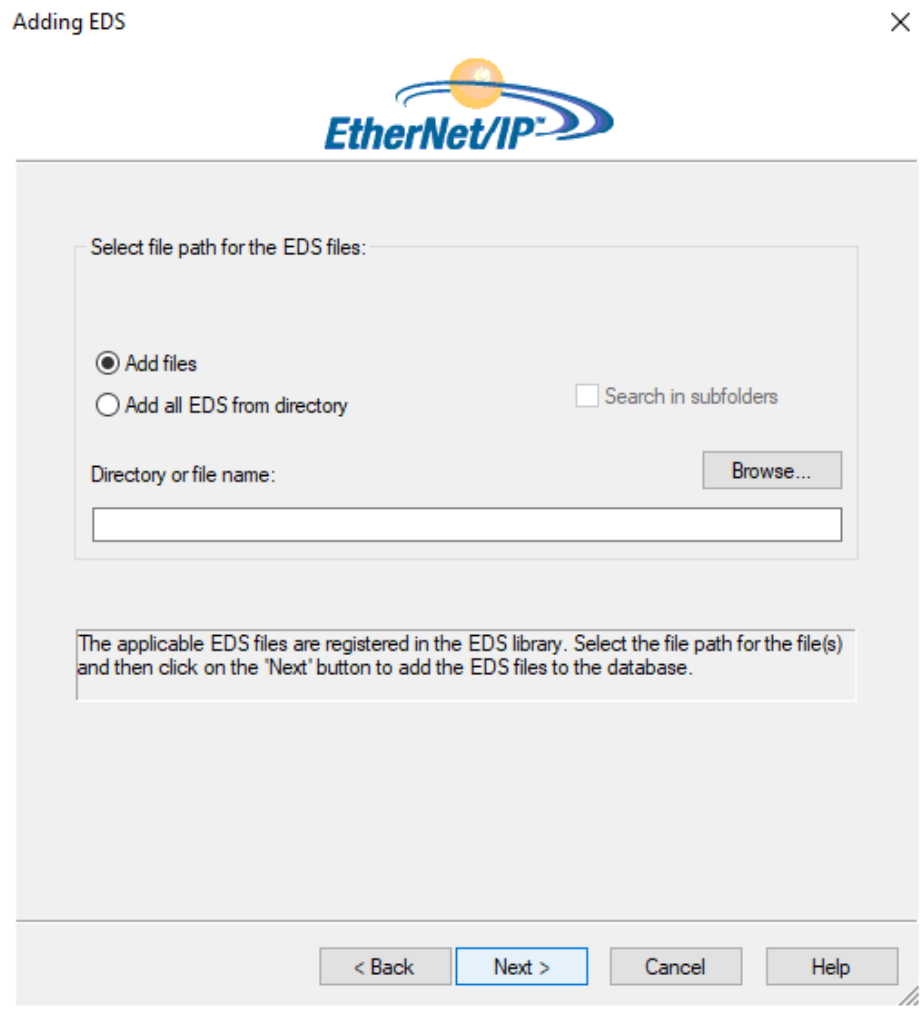 Adding EDS
EtherNet/IP™
Select file path for the EDS files:
Add files
Add all EDS from directory
Search in subfolders
Directory or file name:
Browse...
The applicable EDS files are registered in the EDS library. Select the file path for the file(s)
and then click on the 'Next' button to add the EDS files to the database.
< Back
Next >
Cancel
Help